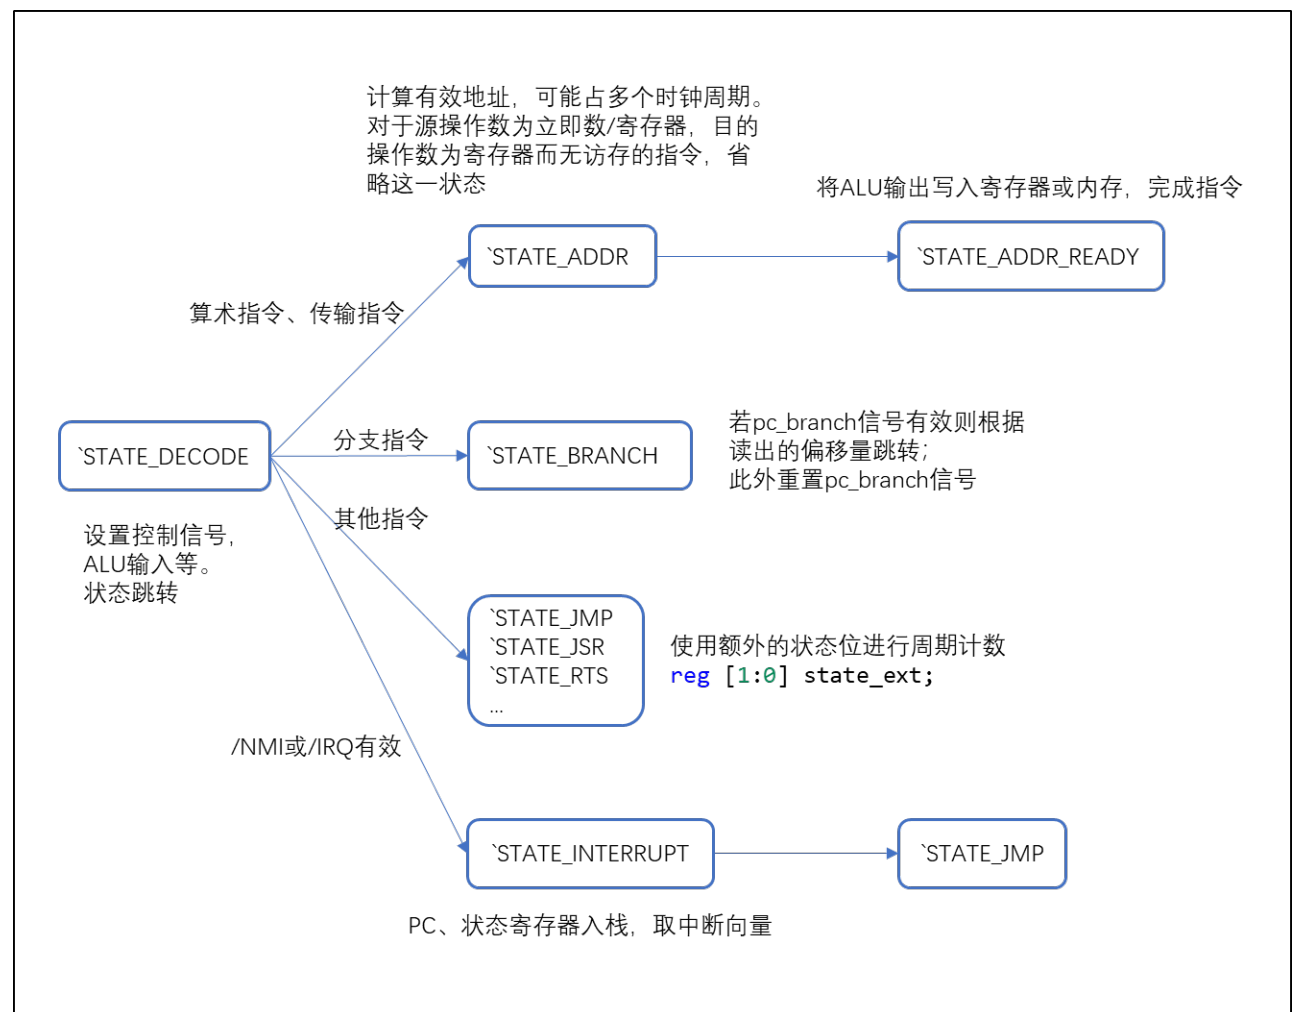 计算有效地址，可能占多个时钟周期。
对于源操作数为立即数/寄存器，目的
操作数为寄存器而无访存的指令，省
略这一状态
将ALU输出写入寄存器或内存，完成指令
`STATE_ADDR
`STATE_ADDR_READY
算术指令、传输指令
`STATE_DECODE
分支指令
`STATE_BRANCH
若pc_branch信号有效则根据
读出的偏移量跳转；
此外重置pc_branch信号
设置控制信号，
ALU输入等。
状态跳转
其他指令
`STATE_JMP
`STATE_JSR
`STATE_RTS
...
使用额外的状态位进行周期计数
reg [1:0] state_ext;
/NMI或/IRQ有效
`STATE_INTERRUPT
`STATE_JMP
PC、状态寄存器入栈，取中断向量